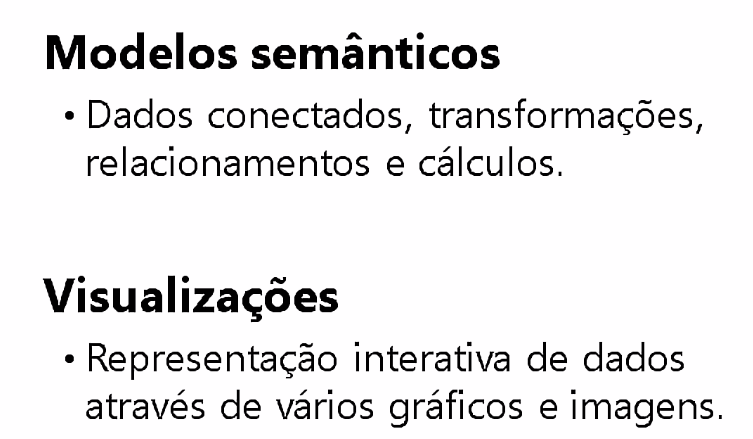 Modelos semânticos
• Dados conectados, transformações,
relacionamentos e cálculos.
Visualizações
• Representação interativa de dados
através de vários gráficos e imagens.